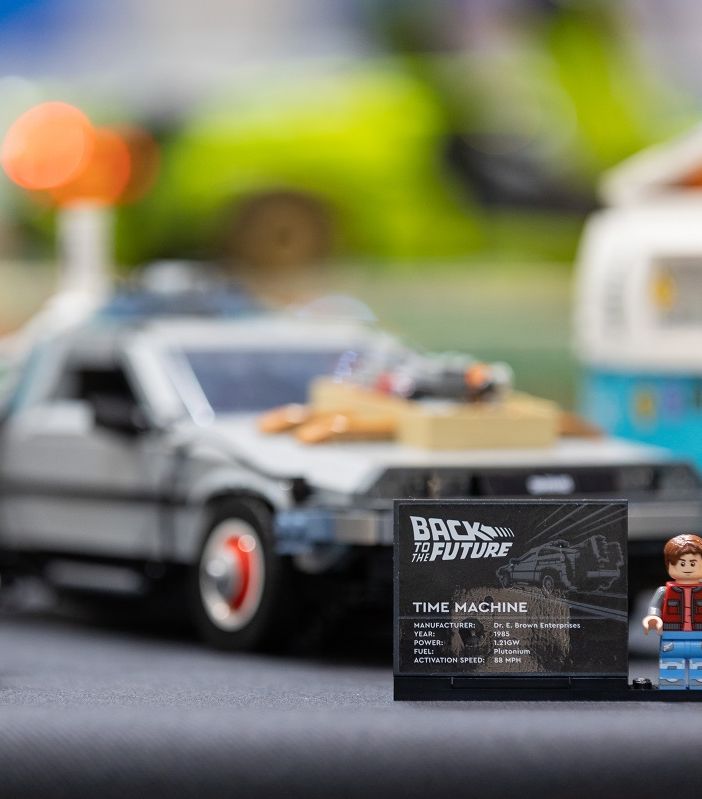 BACK
TO THE FUTURE
TIME MACHINE
MANUFACTURER: Dr. E. Brown Enterprises
YEAR: 1985
POWER: 1.21GW
FUEL: Plutonium
ACTIVATION SPEED: 88 MPH